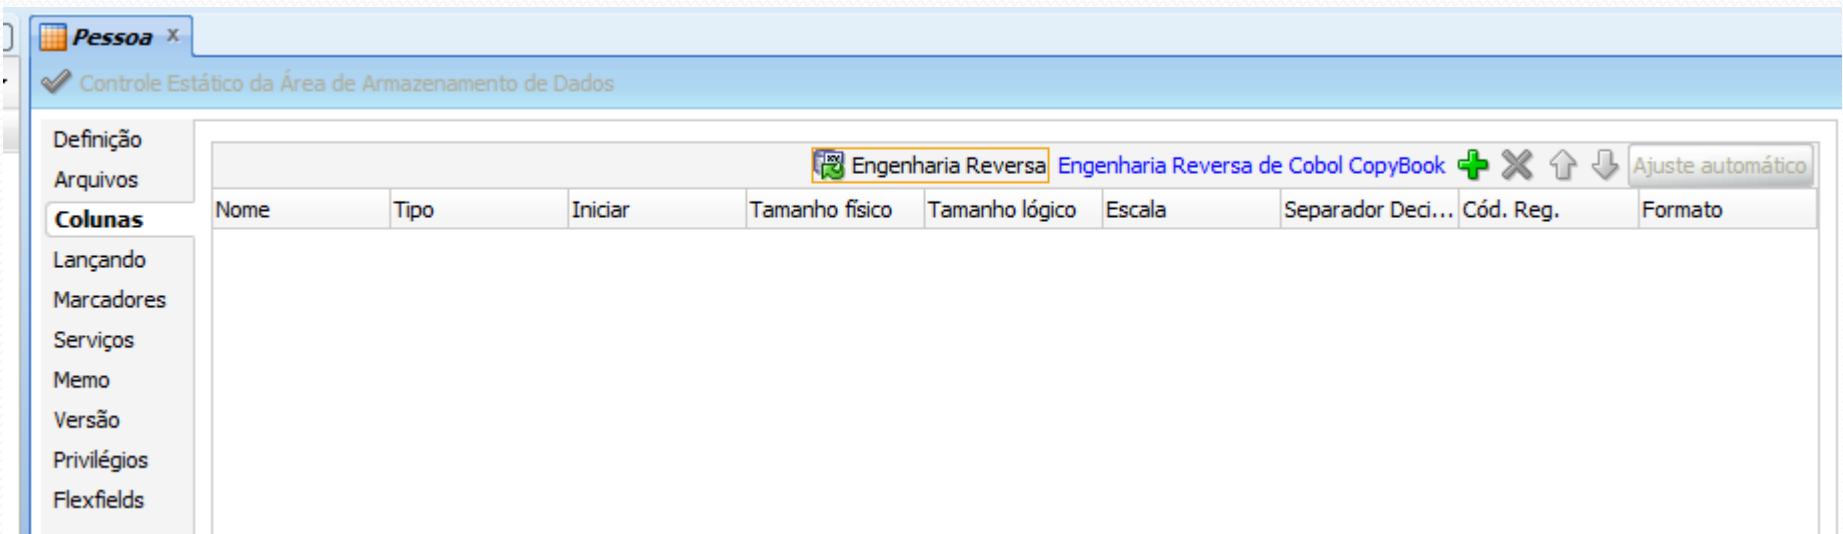 Pessoa x
Controle Estático da Área de Armazenamento de Dados
Definição
Arquivos
Colunas
Lançando
Marcadores
Serviços
Memo
Versão
Privilégios
Flexfields
Engenharia Reversa Engenharia Reversa de Cobol CopyBook Ajuste automático
Nome Tipo Iniciar Tamanho físico Tamanho lógico Escala Separador Deci... Cód. Reg. Formato